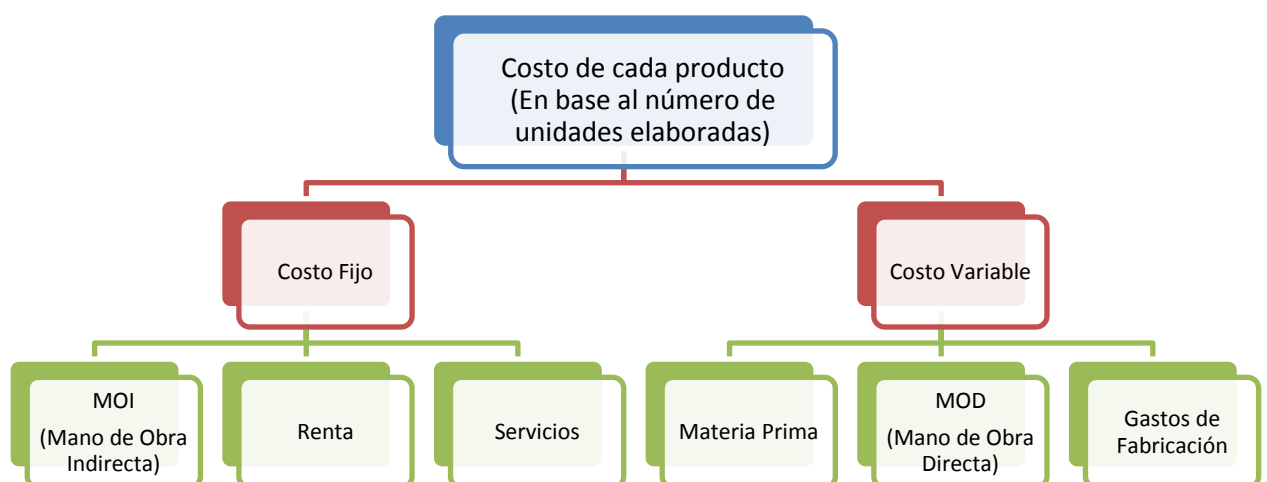 Costo de cada producto
(En base al número de
unidades elaboradas)
Costo Fijo
Costo Variable
MOI
(Mano de Obra
Indirecta)
Renta
Servicios
Materia Prima
MOD
(Mano de Obra
Directa)
Gastos de
Fabricación